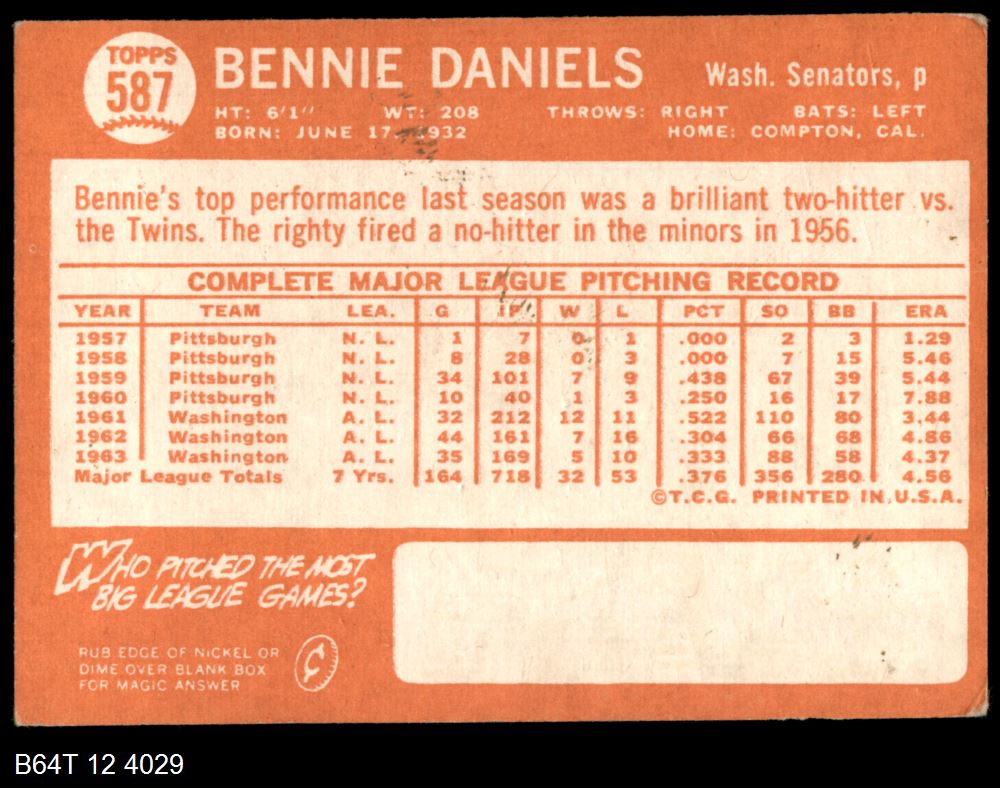 TOPPS
587
BENNIE DANIELS Wash. Senators, p
HT: 6'1" WT: 208 THROWS: RIGHT BATS: LEFT
BORN: JUNE 17, 1932 HOME: COMPTON, CAL.
Bennie's top performance last season was a brilliant two-hitter vs.
the Twins. The righty fired a no-hitter in the minors in 1956.
COMPLETE MAJOR LEAGUE PITCHING RECORD
YEAR TEAM LEA. G IP W L PCT SO BB ERA
1957 Pittsburgh N. L. 1 7 0 1 .000 2 3 1.29
1958 Pittsburgh N. L. 8 28 0 3 .000 7 15 5.46
1959 Pittsburgh N. L. 34 101 7 9 .438 67 39 5.44
1960 Pittsburgh N. L. 10 40 1 3 .250 16 17 7.88
1961 Washington A. L. 32 212 12 11 .522 110 80 3.44
1962 Washington A. L. 44 161 7 16 .304 66 68 4.86
1963 Washington A. L. 35 169 5 10 .333 88 58 4.37
Major League Totals 7 Yrs. 164 718 32 53 .376 356 280 4.56
©T.C.G. PRINTED IN U.S.A.
WHO PITCHED THE MOST
BIG LEAGUE GAMES?
RUB EDGE OF NICKEL OR
DIME OVER BLANK BOX
FOR MAGIC ANSWER
¢
B64T 12 4029